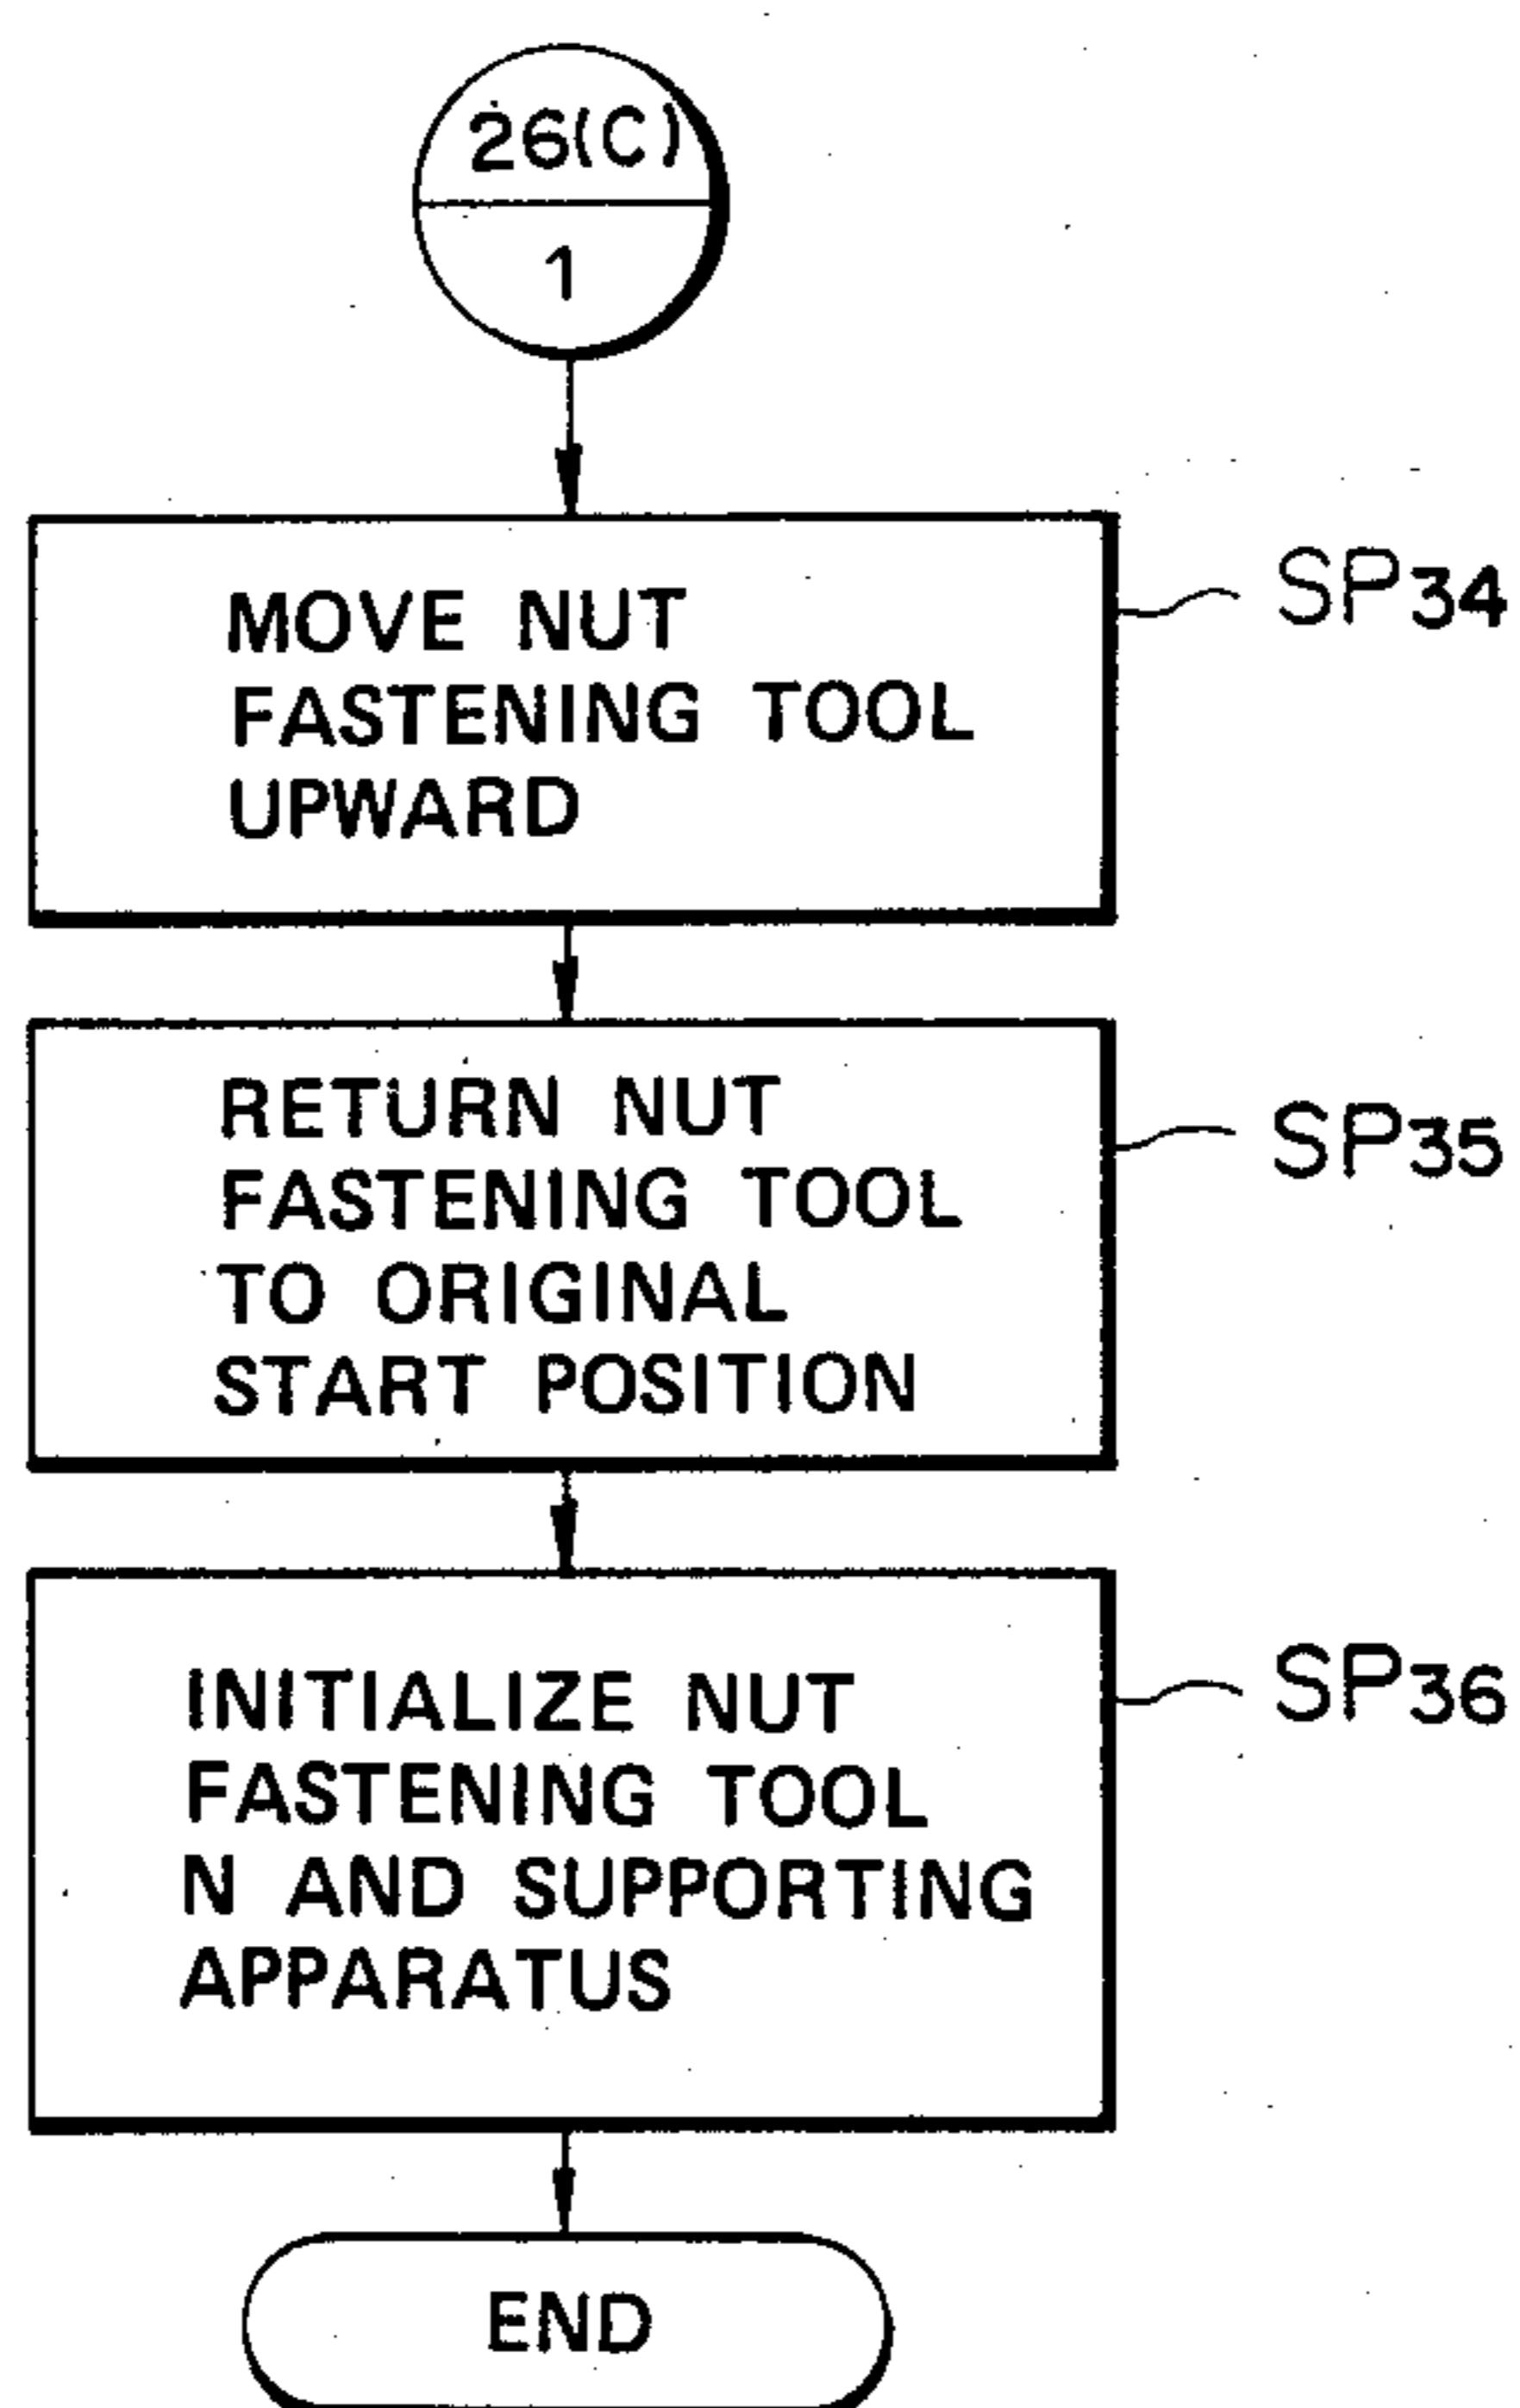 26(C)
1
MOVE NUT
FASTENING TOOL
UPWARD
SP34
RETURN NUT
FASTENING TOOL
TO ORIGINAL
START POSITION
SP35
INITIALIZE NUT
FASTENING TOOL
N AND SUPPORTING
APPARATUS
SP36
END